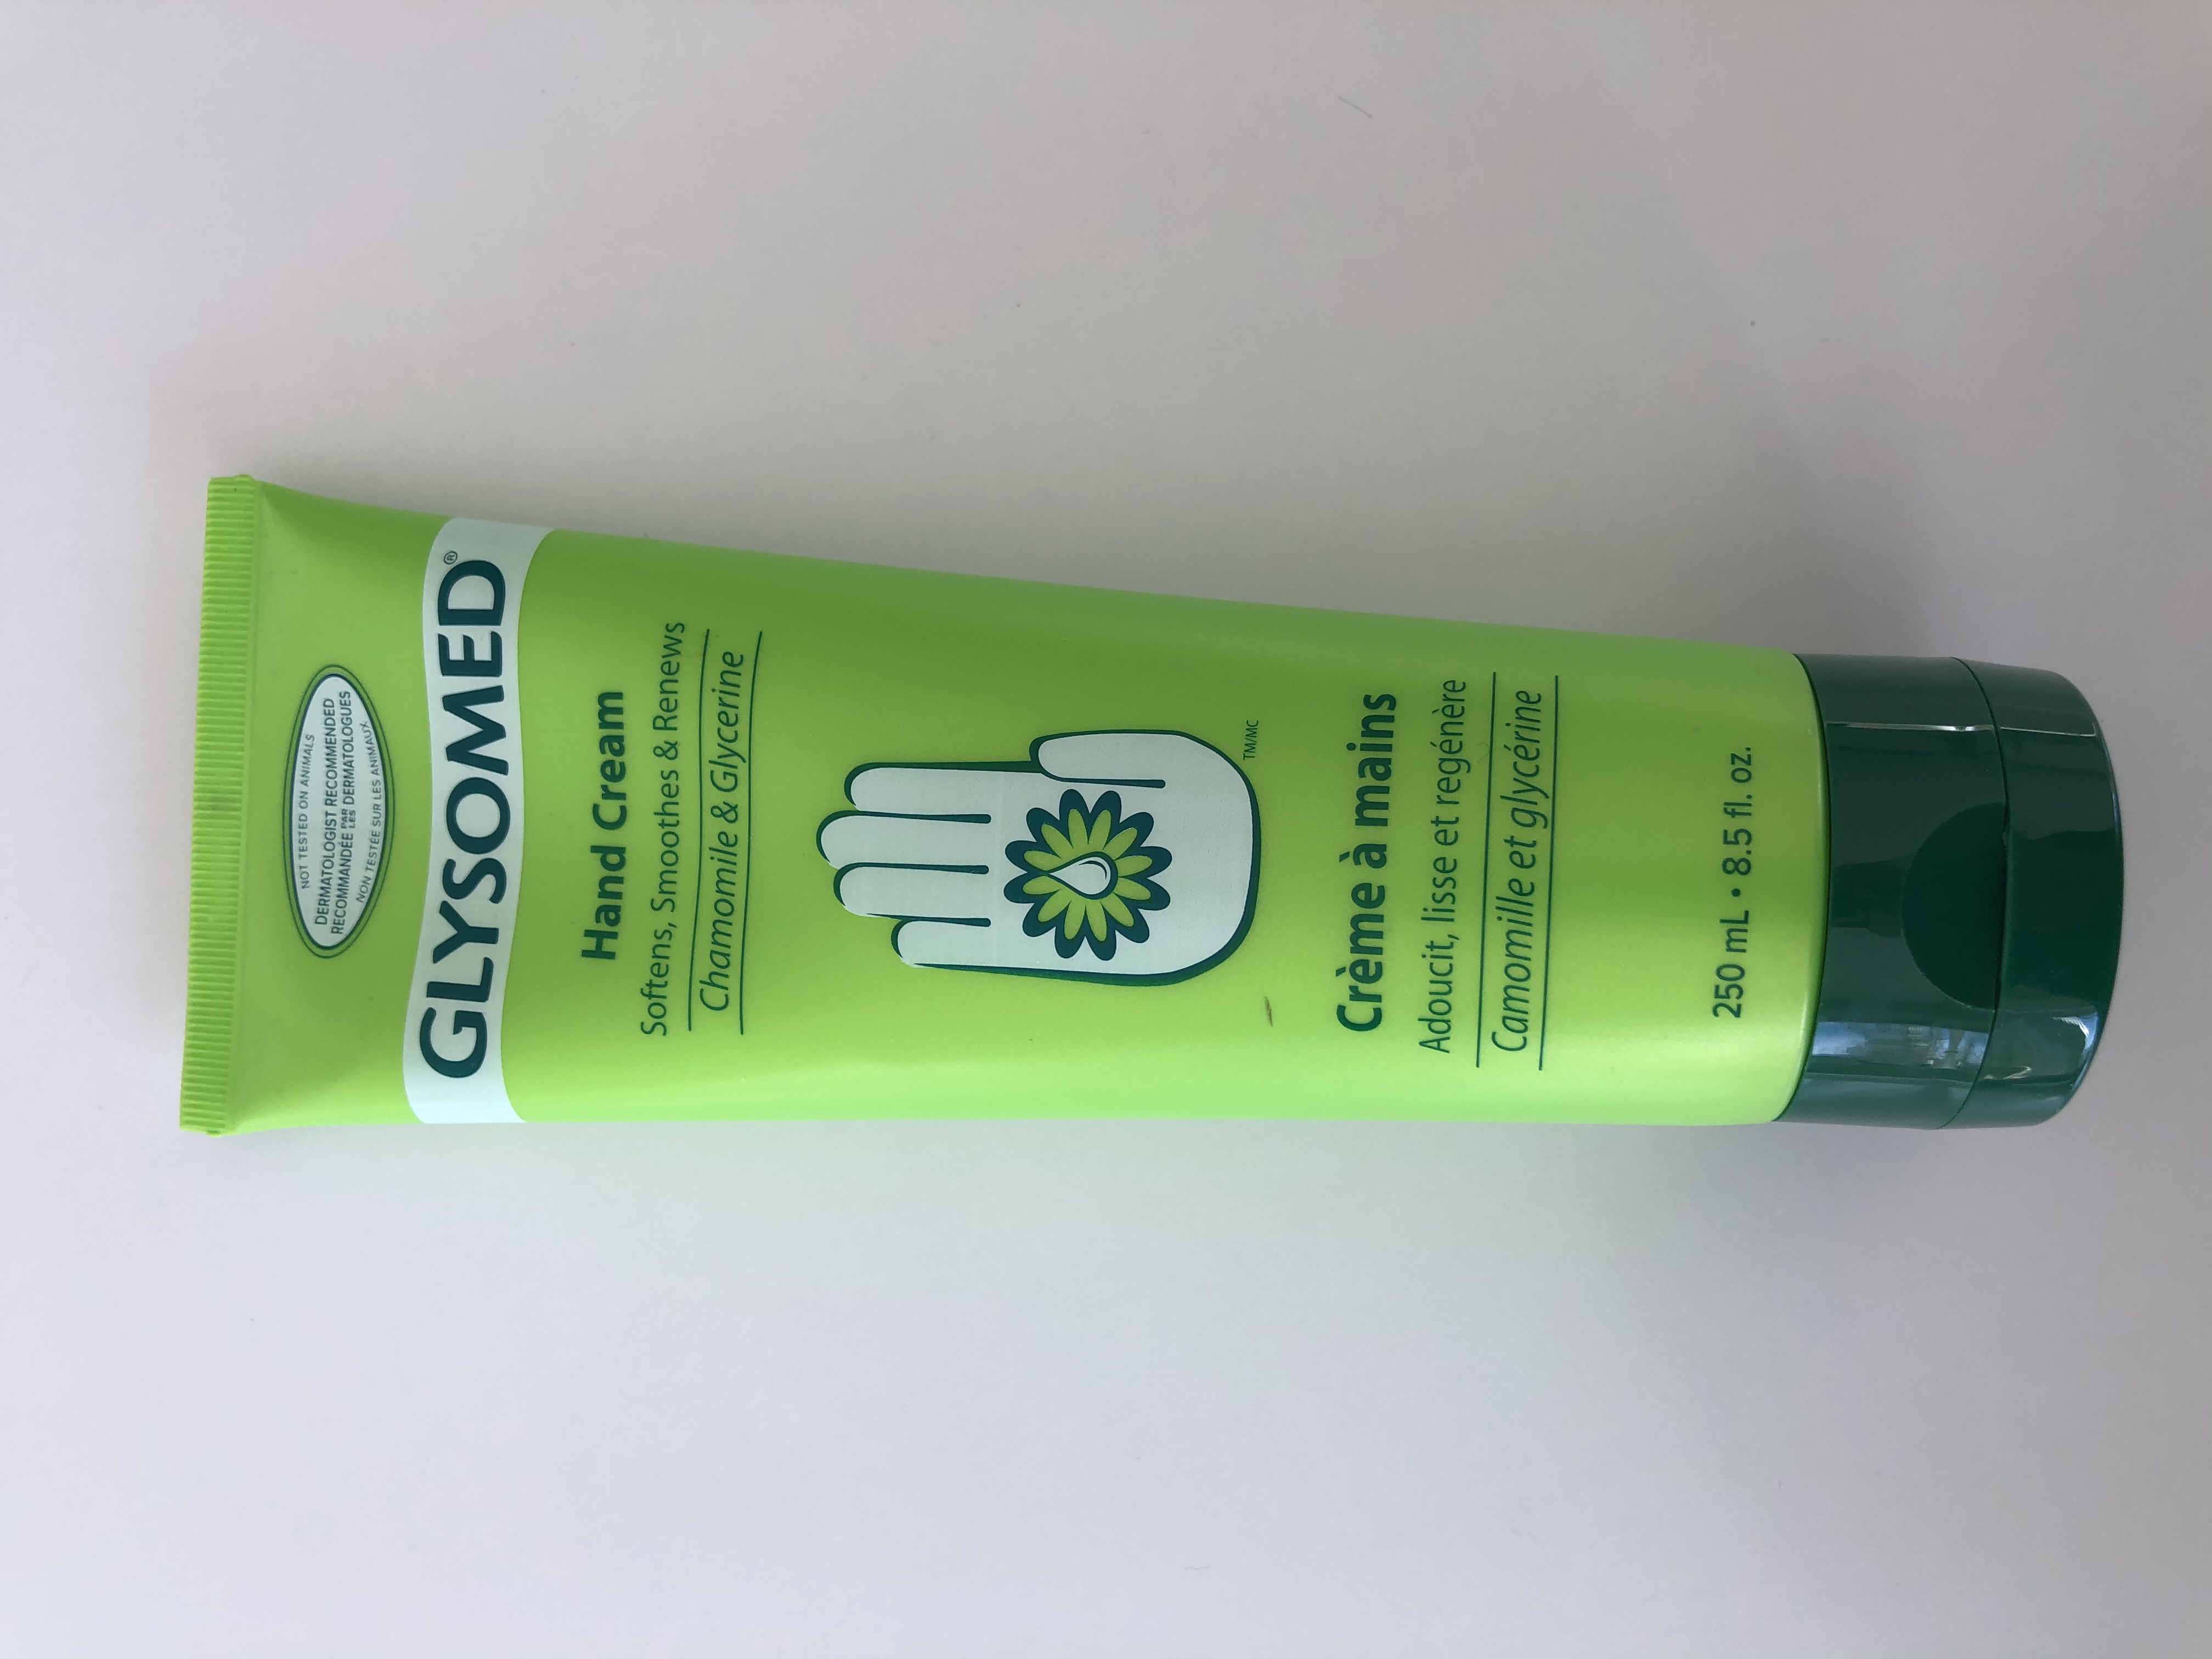 NOT TESTED ON ANIMALS
DERMATOLOGIST RECOMMENDED
RECOMMANDÉE PAR LES DERMATOLOGUES
NON TESTÉE SUR LES ANIMAUX
GLYSOMED®
Hand Cream
Softens, Smoothes & Renews
Chamomile & Glycerine
TM/MC
Crème à mains
Adoucit, lisse et regénère
Camomille et glycérine
250 mL • 8.5 fl. oz.